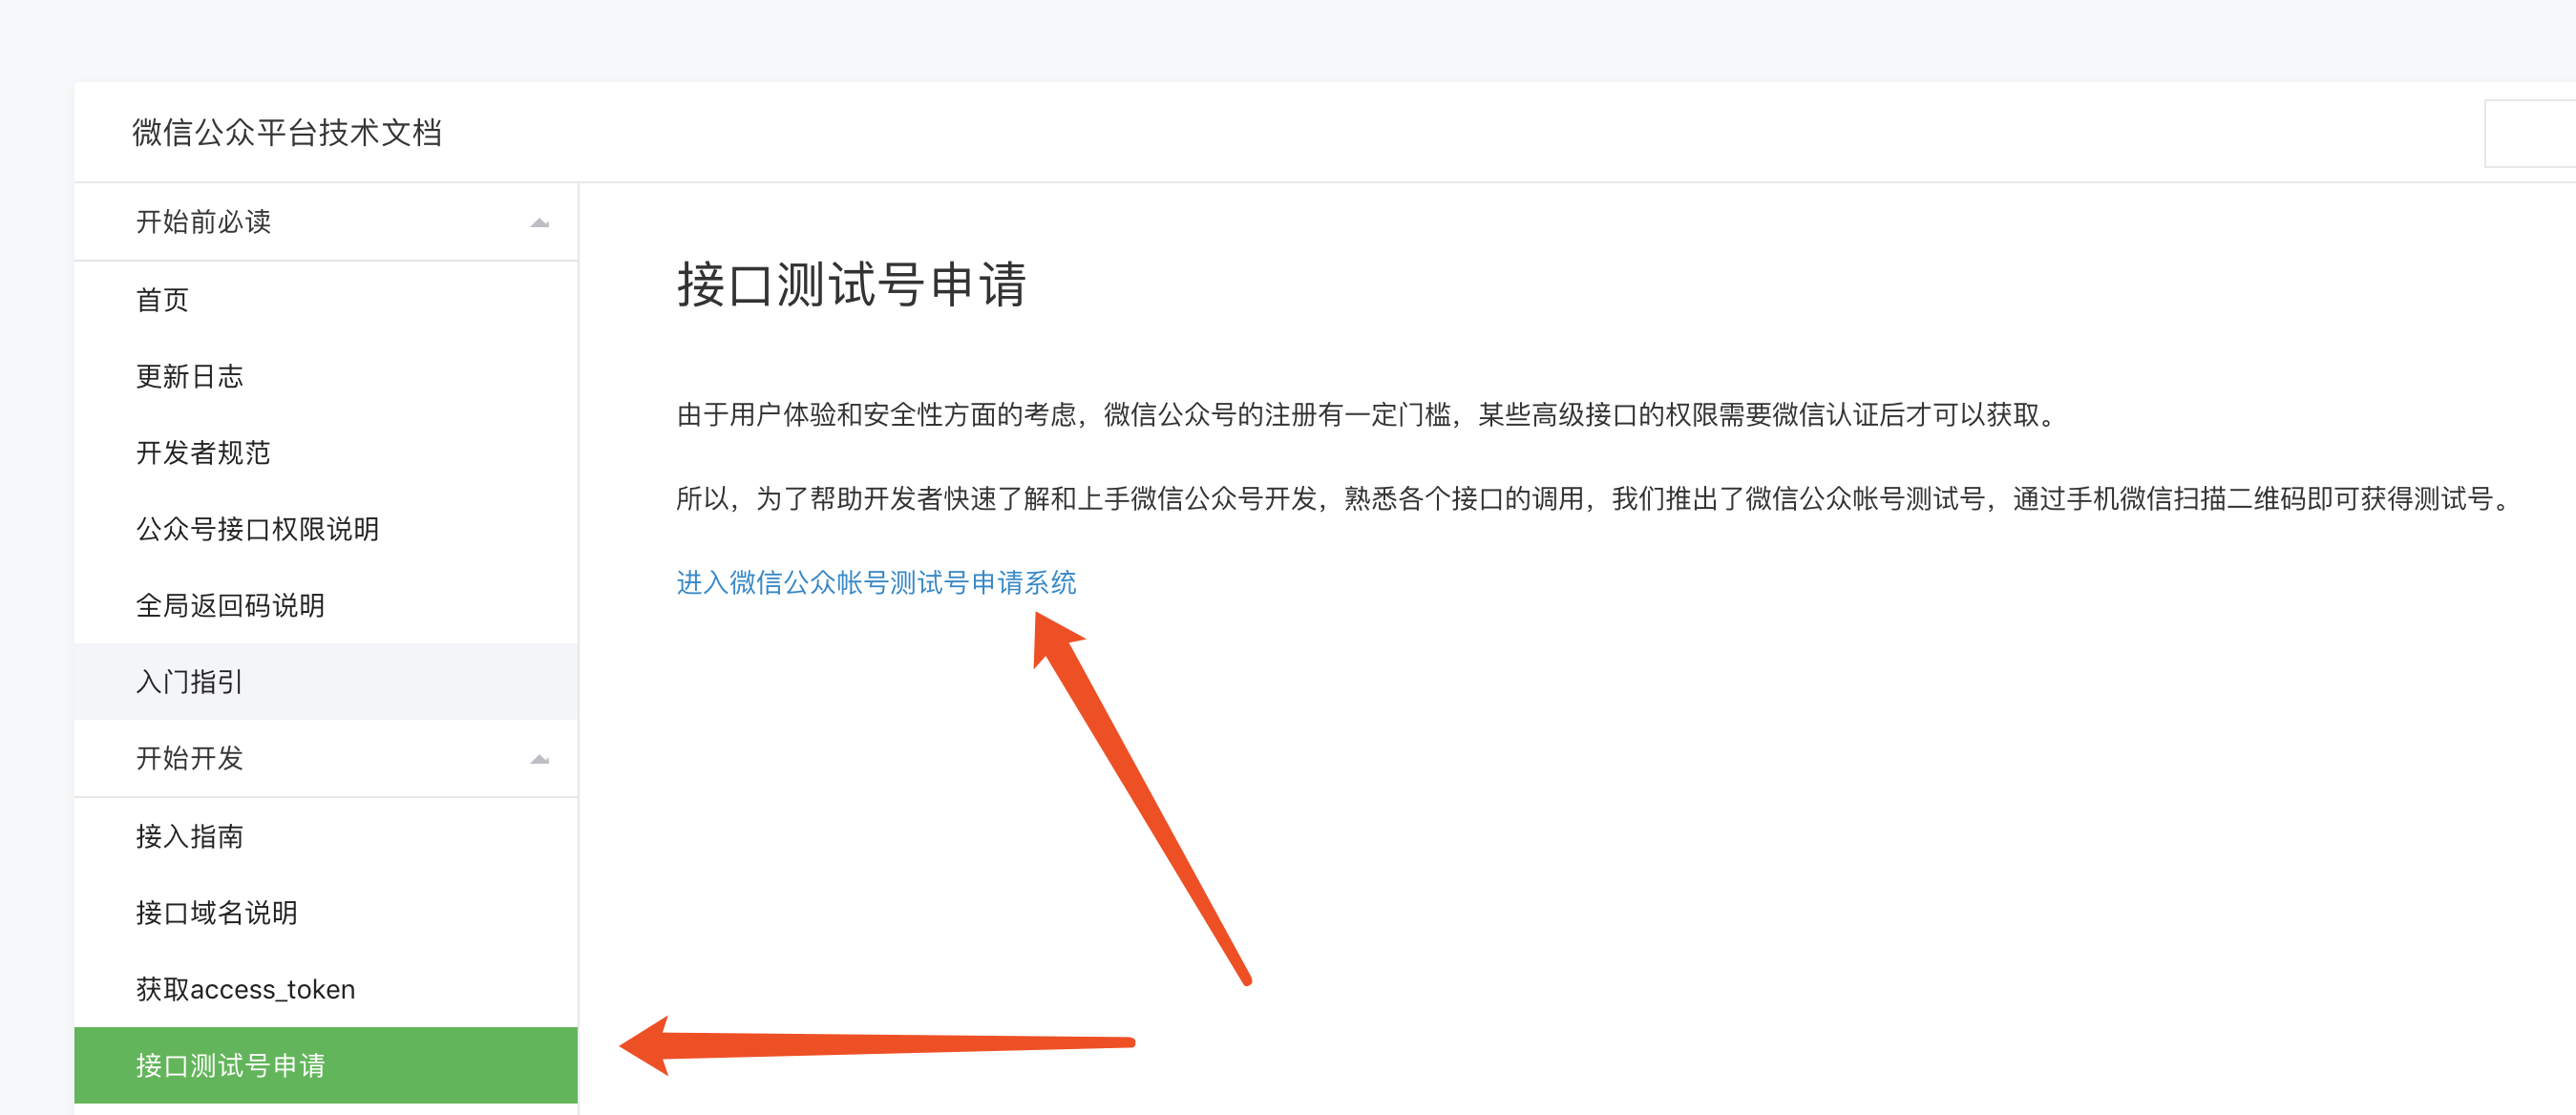 微信公众平台技术文档
开始前必读
首页
更新日志
开发者规范
公众号接口权限说明
全局返回码说明
入门指引
开始开发
接入指南
接口域名说明
获取access_token
接口测试号申请
接口测试号申请
由于用户体验和安全性方面的考虑，微信公众号的注册有一定门槛，某些高级接口的权限需要微信认证后才可以获取。
所以，为了帮助开发者快速了解和上手微信公众号开发，熟悉各个接口的调用，我们推出了微信公众帐号测试号，通过手机微信扫描二维码即可获得测试号。
进入微信公众帐号测试号申请系统